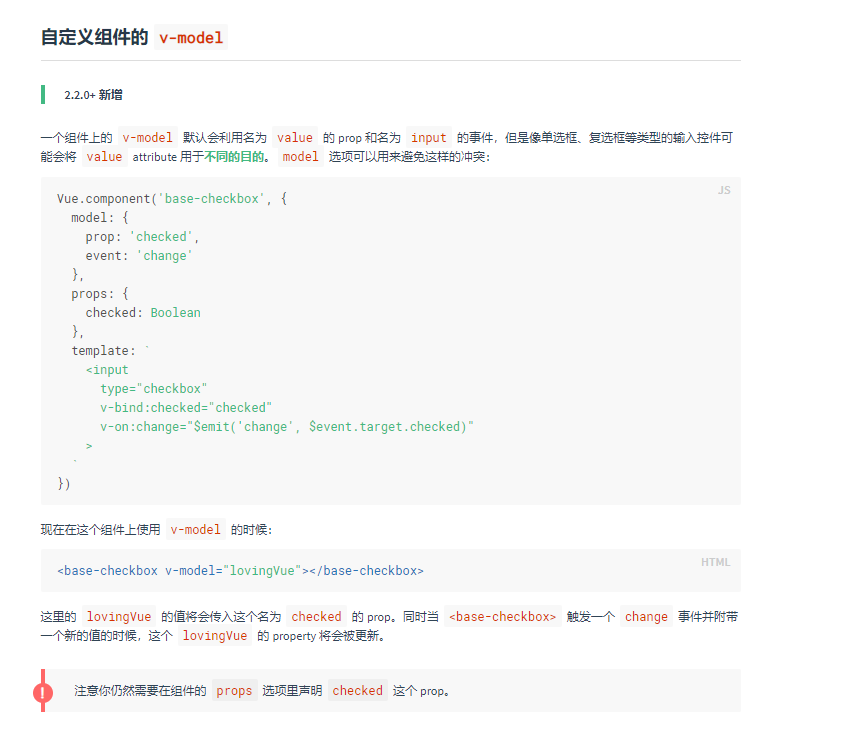 自定义组件的 v-model
2.2.0+ 新增
一个组件上的 v-model 默认会利用名为 value 的 prop 和名为 input 的事件，但是像单选框、复选框等类型的输入控件可
能会将 value attribute 用于不同的目的。model 选项可以用来避免这样的冲突：
JS
Vue.component('base-checkbox', {
  model: {
    prop: 'checked',
    event: 'change'
  },
  props: {
    checked: Boolean
  },
  template: `
    <input
      type="checkbox"
      v-bind:checked="checked"
      v-on:change="$emit('change', $event.target.checked)"
    >
  `
})
现在在这个组件上使用 v-model 的时候：
HTML
<base-checkbox v-model="lovingVue"></base-checkbox>
这里的 lovingVue 的值将会传入这个名为 checked 的 prop。同时当 <base-checkbox> 触发一个 change 事件并附带
一个新的值的时候，这个 lovingVue 的 property 将会被更新。
!
注意你仍然需要在组件的 props 选项里声明 checked 这个 prop。